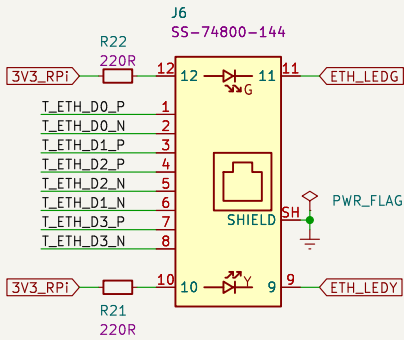 J6
SS-74800-144
R22
220R
3V3_RPi
12
12
11
11
ETH_LEDG
G
T_ETH_D0_P
1
T_ETH_D0_N
2
T_ETH_D1_P
3
T_ETH_D2_P
4
T_ETH_D2_N
5
T_ETH_D1_N
6
T_ETH_D3_P
7
T_ETH_D3_N
8
SHIELD
SH
PWR_FLAG
3V3_RPi
10
10
Y
9
9
ETH_LEDY
R21
220R